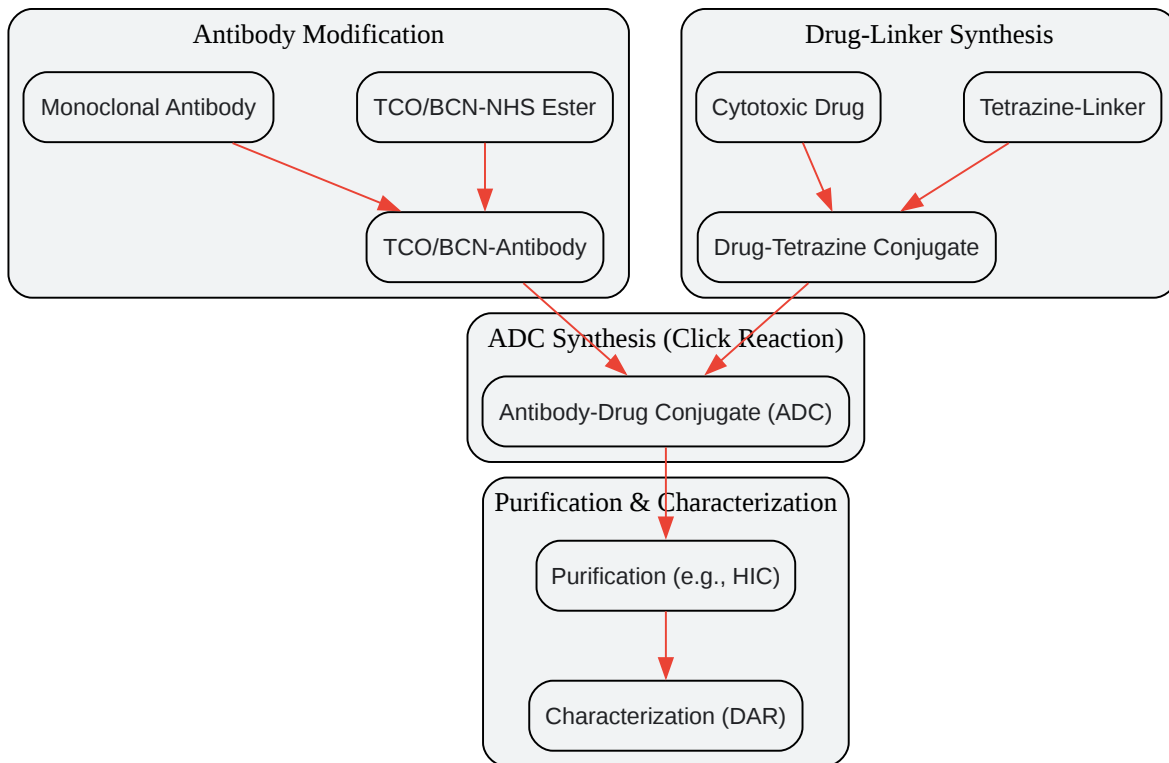 Antibody Modification
Drug-Linker Synthesis
Monoclonal Antibody
TCO/BCN-NHS Ester
Cytotoxic Drug
Tetrazine-Linker
TCO/BCN-Antibody
Drug-Tetrazine Conjugate
ADC Synthesis (Click Reaction)
Antibody-Drug Conjugate (ADC)
Purification & Characterization
Purification (e.g., HIC)
Characterization (DAR)